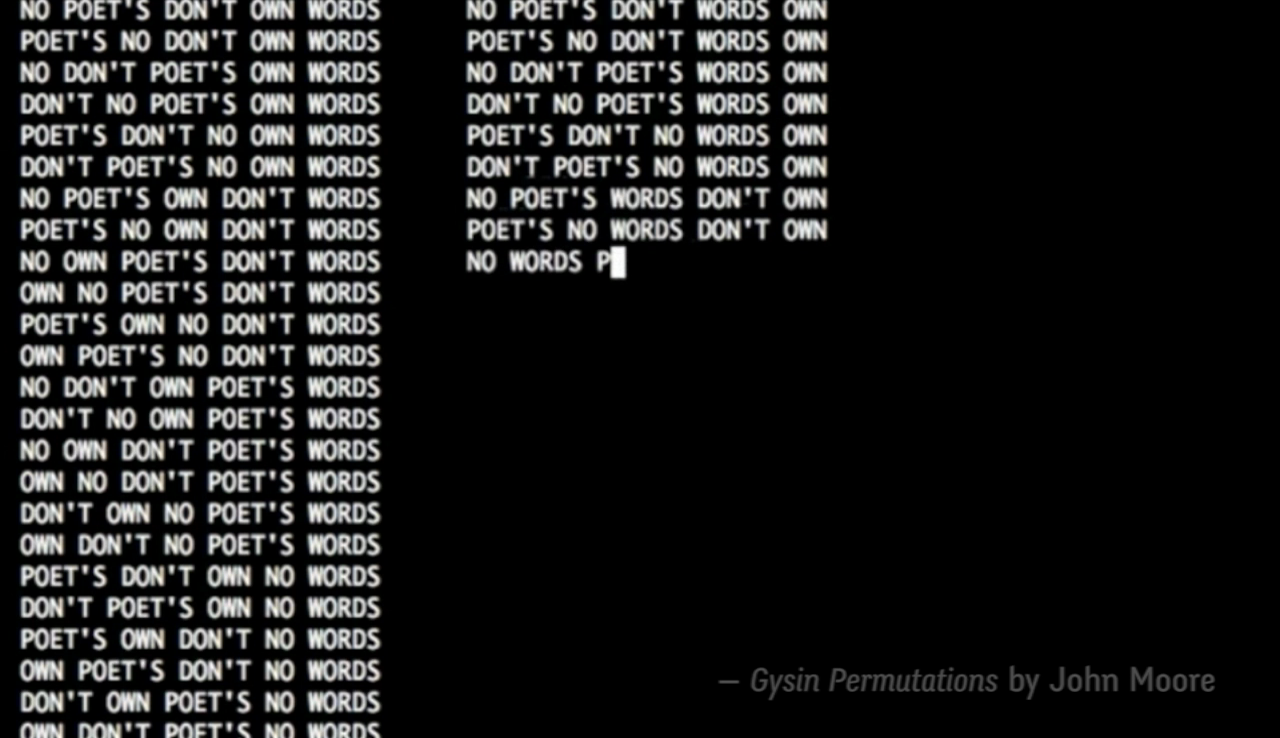 NO POET'S DON'T OWN WORDS
POET'S NO DON'T OWN WORDS
NO DON'T POET'S OWN WORDS
DON'T NO POET'S OWN WORDS
POET'S DON'T NO OWN WORDS
DON'T POET'S NO OWN WORDS
NO POET'S OWN DON'T WORDS
POET'S NO OWN DON'T WORDS
NO OWN POET'S DON'T WORDS
OWN NO POET'S DON'T WORDS
POET'S OWN NO DON'T WORDS
OWN POET'S NO DON'T WORDS
NO DON'T OWN POET'S WORDS
DON'T NO OWN POET'S WORDS
NO OWN DON'T POET'S WORDS
OWN NO DON'T POET'S WORDS
DON'T OWN NO POET'S WORDS
OWN DON'T NO POET'S WORDS
POET'S DON'T OWN NO WORDS
DON'T POET'S OWN NO WORDS
POET'S OWN DON'T NO WORDS
OWN POET'S DON'T NO WORDS
DON'T OWN POET'S NO WORDS
OWN DON'T POET'S NO WORDS
NO POET'S DON'T WORDS OWN
POET'S NO DON'T WORDS OWN
NO DON'T POET'S WORDS OWN
DON'T NO POET'S WORDS OWN
POET'S DON'T NO WORDS OWN
DON'T POET'S NO WORDS OWN
NO POET'S WORDS DON'T OWN
POET'S NO WORDS DON'T OWN
NO WORDS P
– Gysin Permutations by John Moore